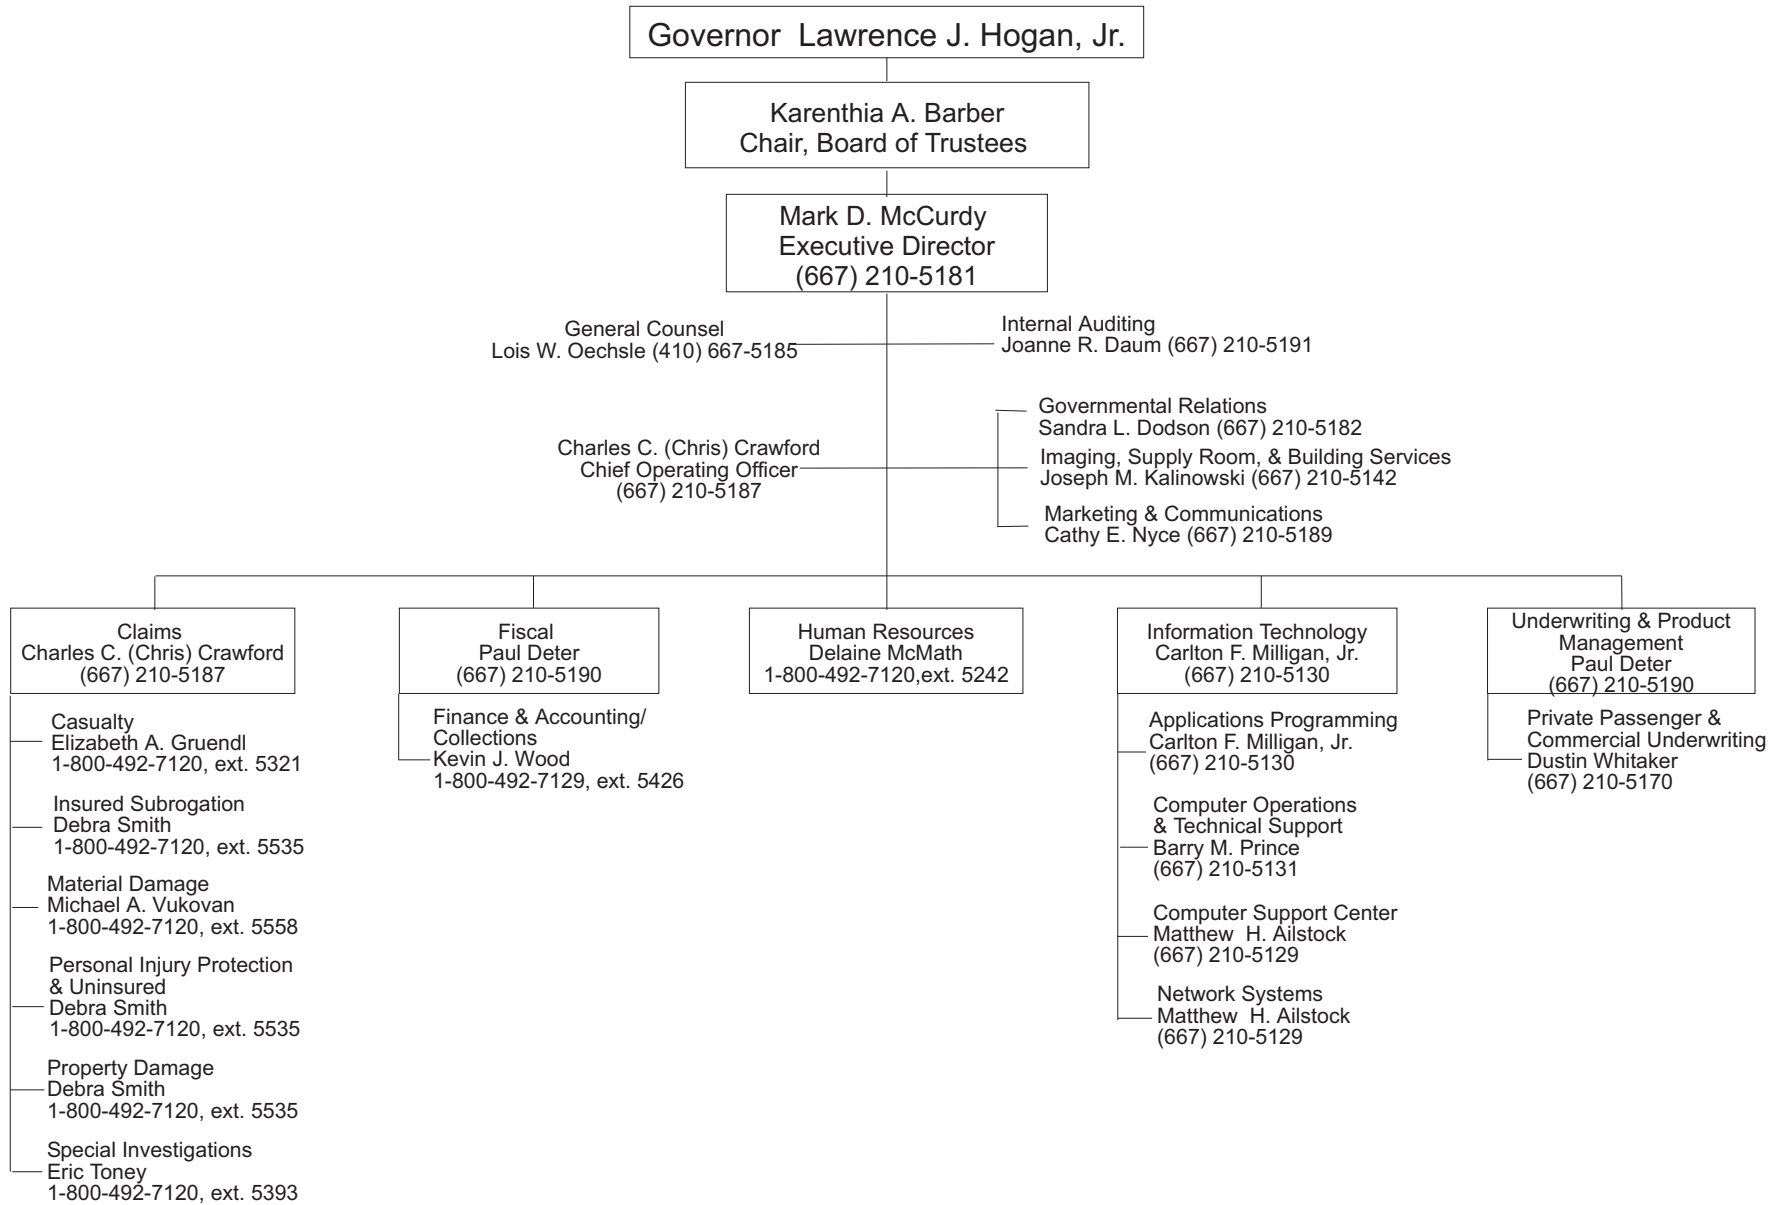 Governor Lawrence J. Hogan, Jr.
Karenthia A. Barber
Chair, Board of Trustees
Mark D. McCurdy
Executive Director
(667) 210-5181
General Counsel
Lois W. Oechsle (410) 667-5185
Internal Auditing
Joanne R. Daum (667) 210-5191
Charles C. (Chris) Crawford
Chief Operating Officer
(667) 210-5187
Governmental Relations
Sandra L. Dodson (667) 210-5182
Imaging, Supply Room, & Building Services
Joseph M. Kalinowski (667) 210-5142
Marketing & Communications
Cathy E. Nyce (667) 210-5189
Claims
Charles C. (Chris) Crawford
(667) 210-5187
Casualty
Elizabeth A. Gruendl
1-800-492-7120, ext. 5321
Insured Subrogation
Debra Smith
1-800-492-7120, ext. 5535
Material Damage
Michael A. Vukovan
1-800-492-7120, ext. 5558
Personal Injury Protection
& Uninsured
Debra Smith
1-800-492-7120, ext. 5535
Property Damage
Debra Smith
1-800-492-7120, ext. 5535
Special Investigations
Eric Toney
1-800-492-7120, ext. 5393
Fiscal
Paul Deter
(667) 210-5190
Finance & Accounting/
Collections
Kevin J. Wood
1-800-492-7129, ext. 5426
Human Resources
Delaine McMath
1-800-492-7120,ext. 5242
Information Technology
Carlton F. Milligan, Jr.
(667) 210-5130
Applications Programming
Carlton F. Milligan, Jr.
(667) 210-5130
Computer Operations
& Technical Support
Barry M. Prince
(667) 210-5131
Computer Support Center
Matthew H. Ailstock
(667) 210-5129
Network Systems
Matthew H. Ailstock
(667) 210-5129
Underwriting & Product
Management
Paul Deter
(667) 210-5190
Private Passenger &
Commercial Underwriting
Dustin Whitaker
(667) 210-5170